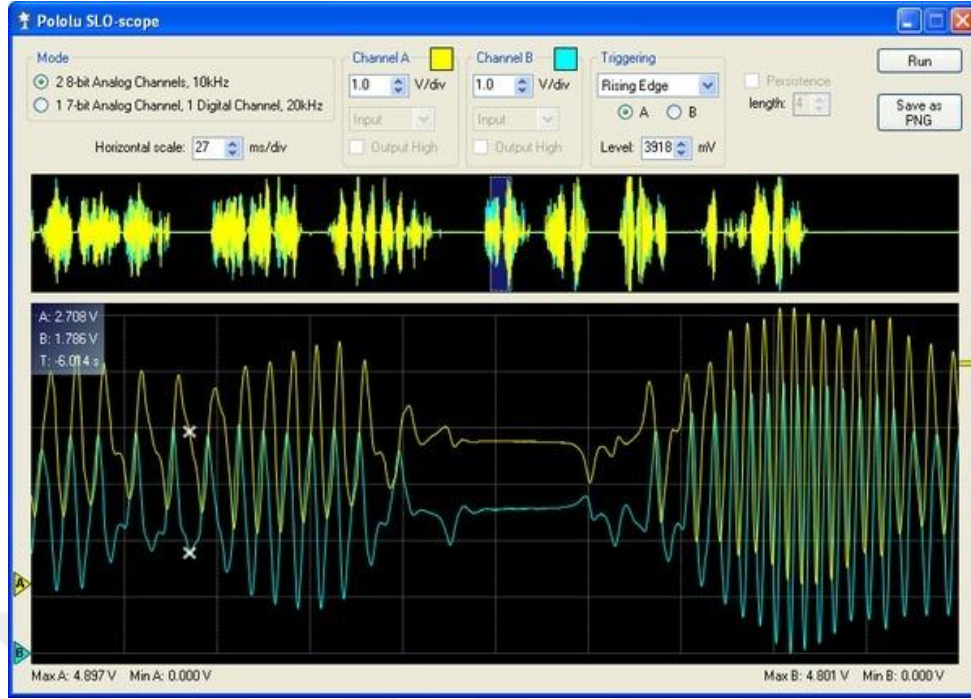 Pololu SLO-scope
Mode
2 8-bit Analog Channels, 10kHz
1 7-bit Analog Channel, 1 Digital Channel, 20kHz
Horizontal scale: 27 ms/div
Channel A
1.0 V/div
Input
Output High
Channel B
1.0 V/div
Input
Output High
Triggering
Rising Edge
A B
Level: 3918 mV
Persistence
length: 4
Run
Save as
PNG
A: 2.708 V
B: 1.786 V
T: -6.014 s
A
B
Max A: 4.897 V Min A: 0.000 V
Max B: 4.801 V Min B: 0.000 V